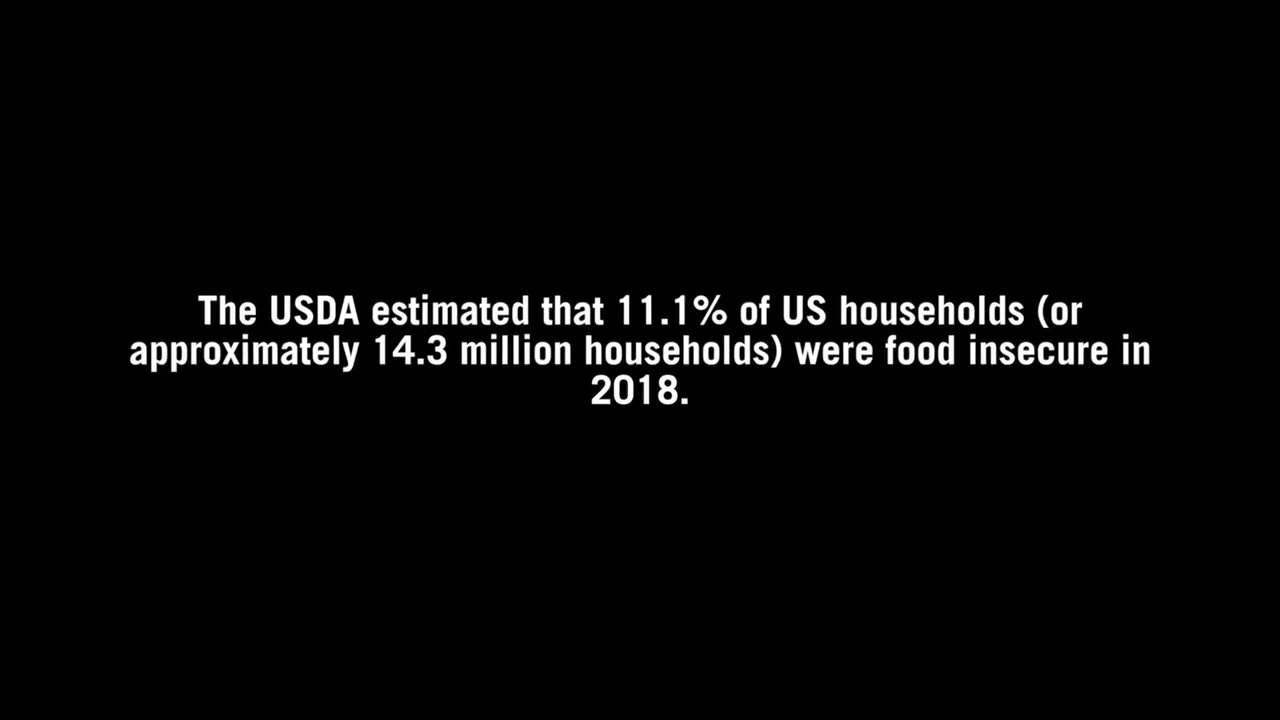 The USDA estimated that 11.1% of US households (or
approximately 14.3 million households) were food insecure in
2018.